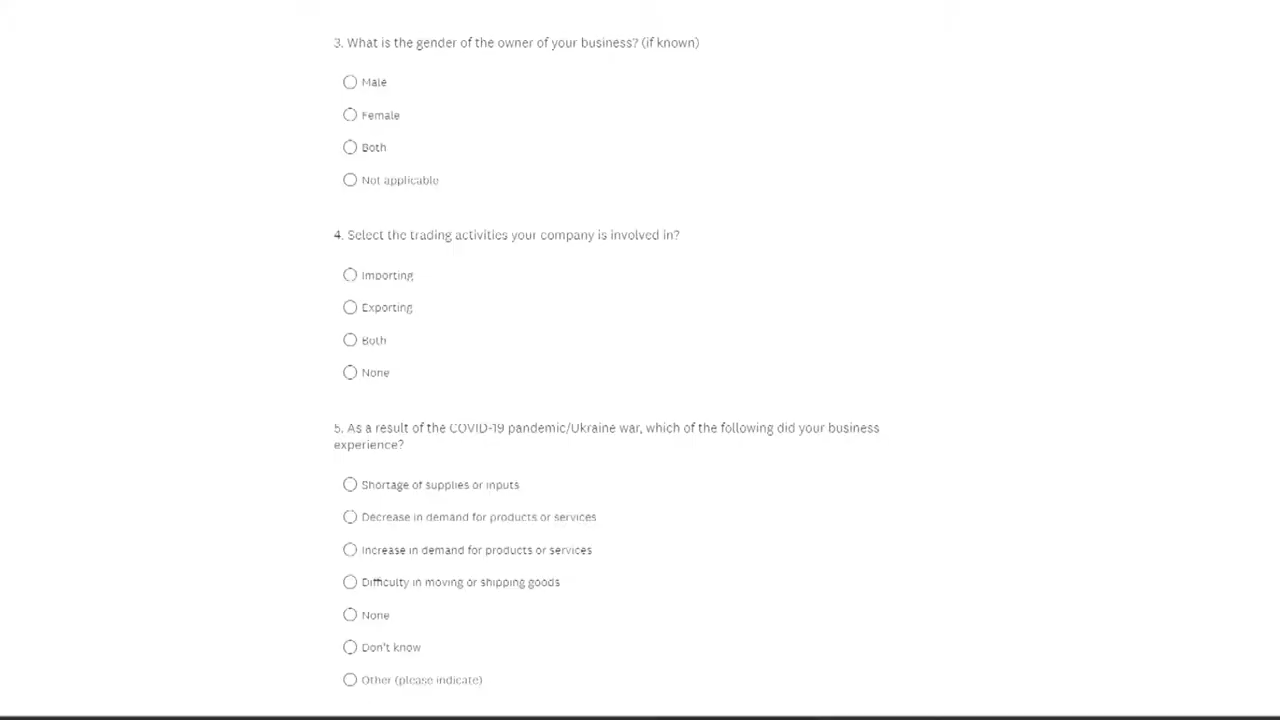 3. What is the gender of the owner of your business? (if known)
Male
Female
Both
Not applicable
4. Select the trading activities your company is involved in?
Importing
Exporting
Both
None
5. As a result of the COVID-19 pandemic/Ukraine war, which of the following did your business
experience?
Shortage of supplies or inputs
Decrease in demand for products or services
Increase in demand for products or services
Difficulty in moving or shipping goods
None
Don't know
Other (please indicate)